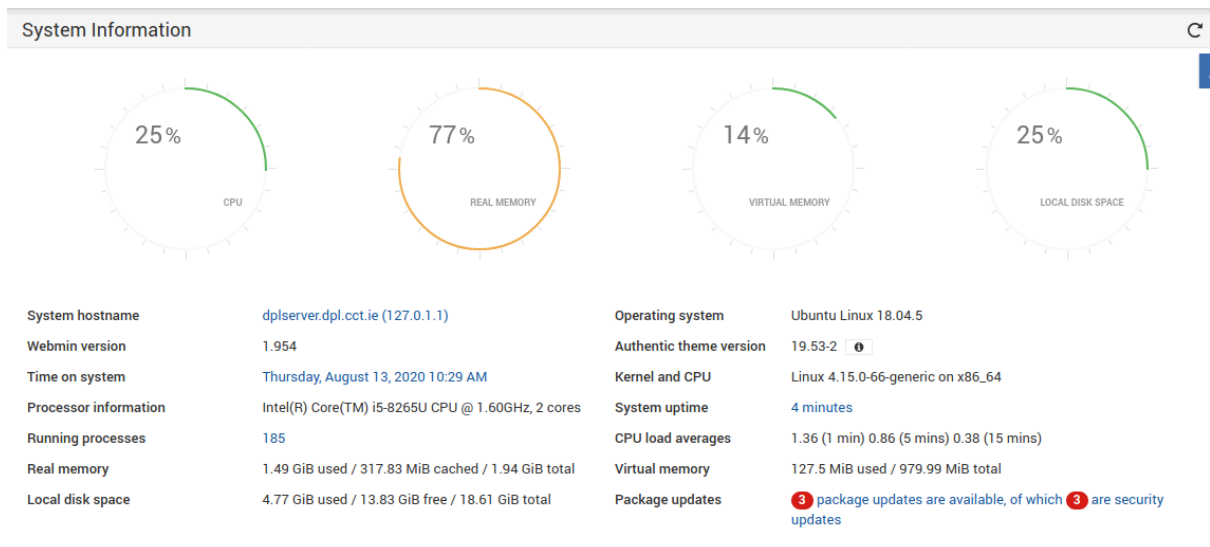 System Information
25%
CPU
77%
REAL MEMORY
14%
VIRTUAL MEMORY
25%
LOCAL DISK SPACE
System hostname dplserver.dpl.cct.ie (127.0.1.1)
Operating system Ubuntu Linux 18.04.5
Webmin version 1.954
Authentic theme version 19.53-2
Time on system Thursday, August 13, 2020 10:29 AM
Kernel and CPU Linux 4.15.0-66-generic on x86_64
Processor information Intel(R) Core(TM) i5-8265U CPU @ 1.60GHz, 2 cores
System uptime 4 minutes
Running processes 185
CPU load averages 1.36 (1 min) 0.86 (5 mins) 0.38 (15 mins)
Real memory 1.49 GiB used / 317.83 MiB cached / 1.94 GiB total
Virtual memory 127.5 MiB used / 979.99 MiB total
Local disk space 4.77 GiB used / 13.83 GiB free / 18.61 GiB total
Package updates 3 package updates are available, of which 3 are security
updates